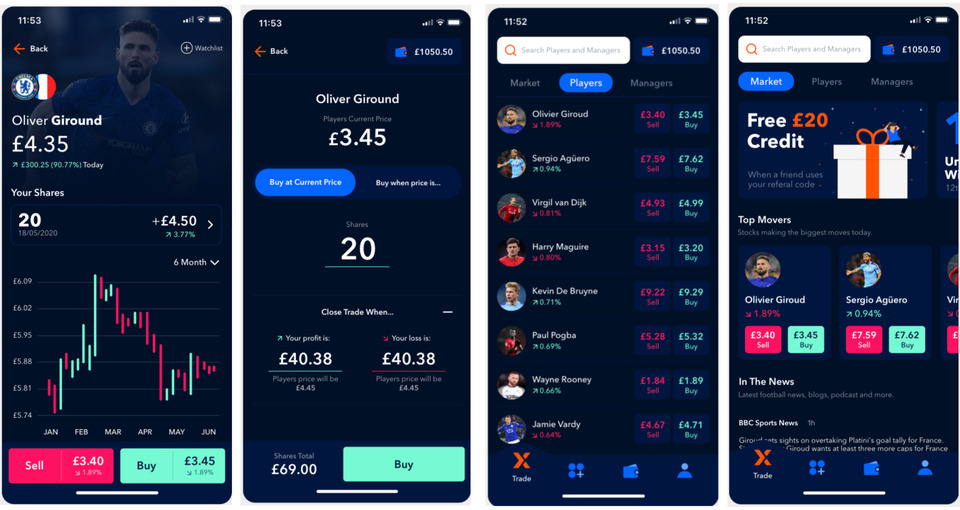 11:53
Back
Watchlist
Oliver Giround
£4.35
£300.25 (90.77%) Today
Your Shares
20
18/05/2020
+£4.50
3.77%
6 Month
£6.09
£6.02
£5.95
£5.88
£5.81
£5.74
JAN FEB MAR APR MAY JUN
Sell £3.40 1.89%
Buy £3.45 1.89%
11:53
Back
£1050.50
Oliver Giround
Players Current Price
£3.45
Buy at Current Price
Buy when price is...
Shares
20
Close Trade When...
Your profit is:
£40.38
Players price will be
£4.45
Your loss is:
£40.38
Players price will be
£4.45
Shares Total
£69.00
Buy
11:52
Search Players and Managers
£1050.50
Market Players Managers
Olivier Giroud
1.89%
£3.40 Sell
£3.45 Buy
Sergio Agüero
0.94%
£7.59 Sell
£7.62 Buy
Virgil van Dijk
0.81%
£4.93 Sell
£4.99 Buy
Harry Maguire
0.80%
£3.15 Sell
£3.20 Buy
Kevin De Bruyne
0.71%
£9.22 Sell
£9.29 Buy
Paul Pogba
0.69%
£5.28 Sell
£5.32 Buy
Wayne Rooney
0.66%
£1.84 Sell
£1.89 Buy
Jamie Vardy
0.64%
£4.67 Sell
£4.71 Buy
Trade
11:52
Search Players and Managers
£1050.50
Market Players Managers
Free £20
Credit
When a friend uses
your referal code
Top Movers
Stocks making the biggest moves today.
Olivier Giroud
1.89%
£3.40 Sell
£3.45 Buy
Sergio Agüero
0.94%
£7.59 Sell
£7.62 Buy
In The News
Latest football news, blogs, podcast and more.
BBC Sports News 1h
Giroud sets sights on overtaking Platini's goal tally for France.
Giroud wants at least three more caps for France
Trade